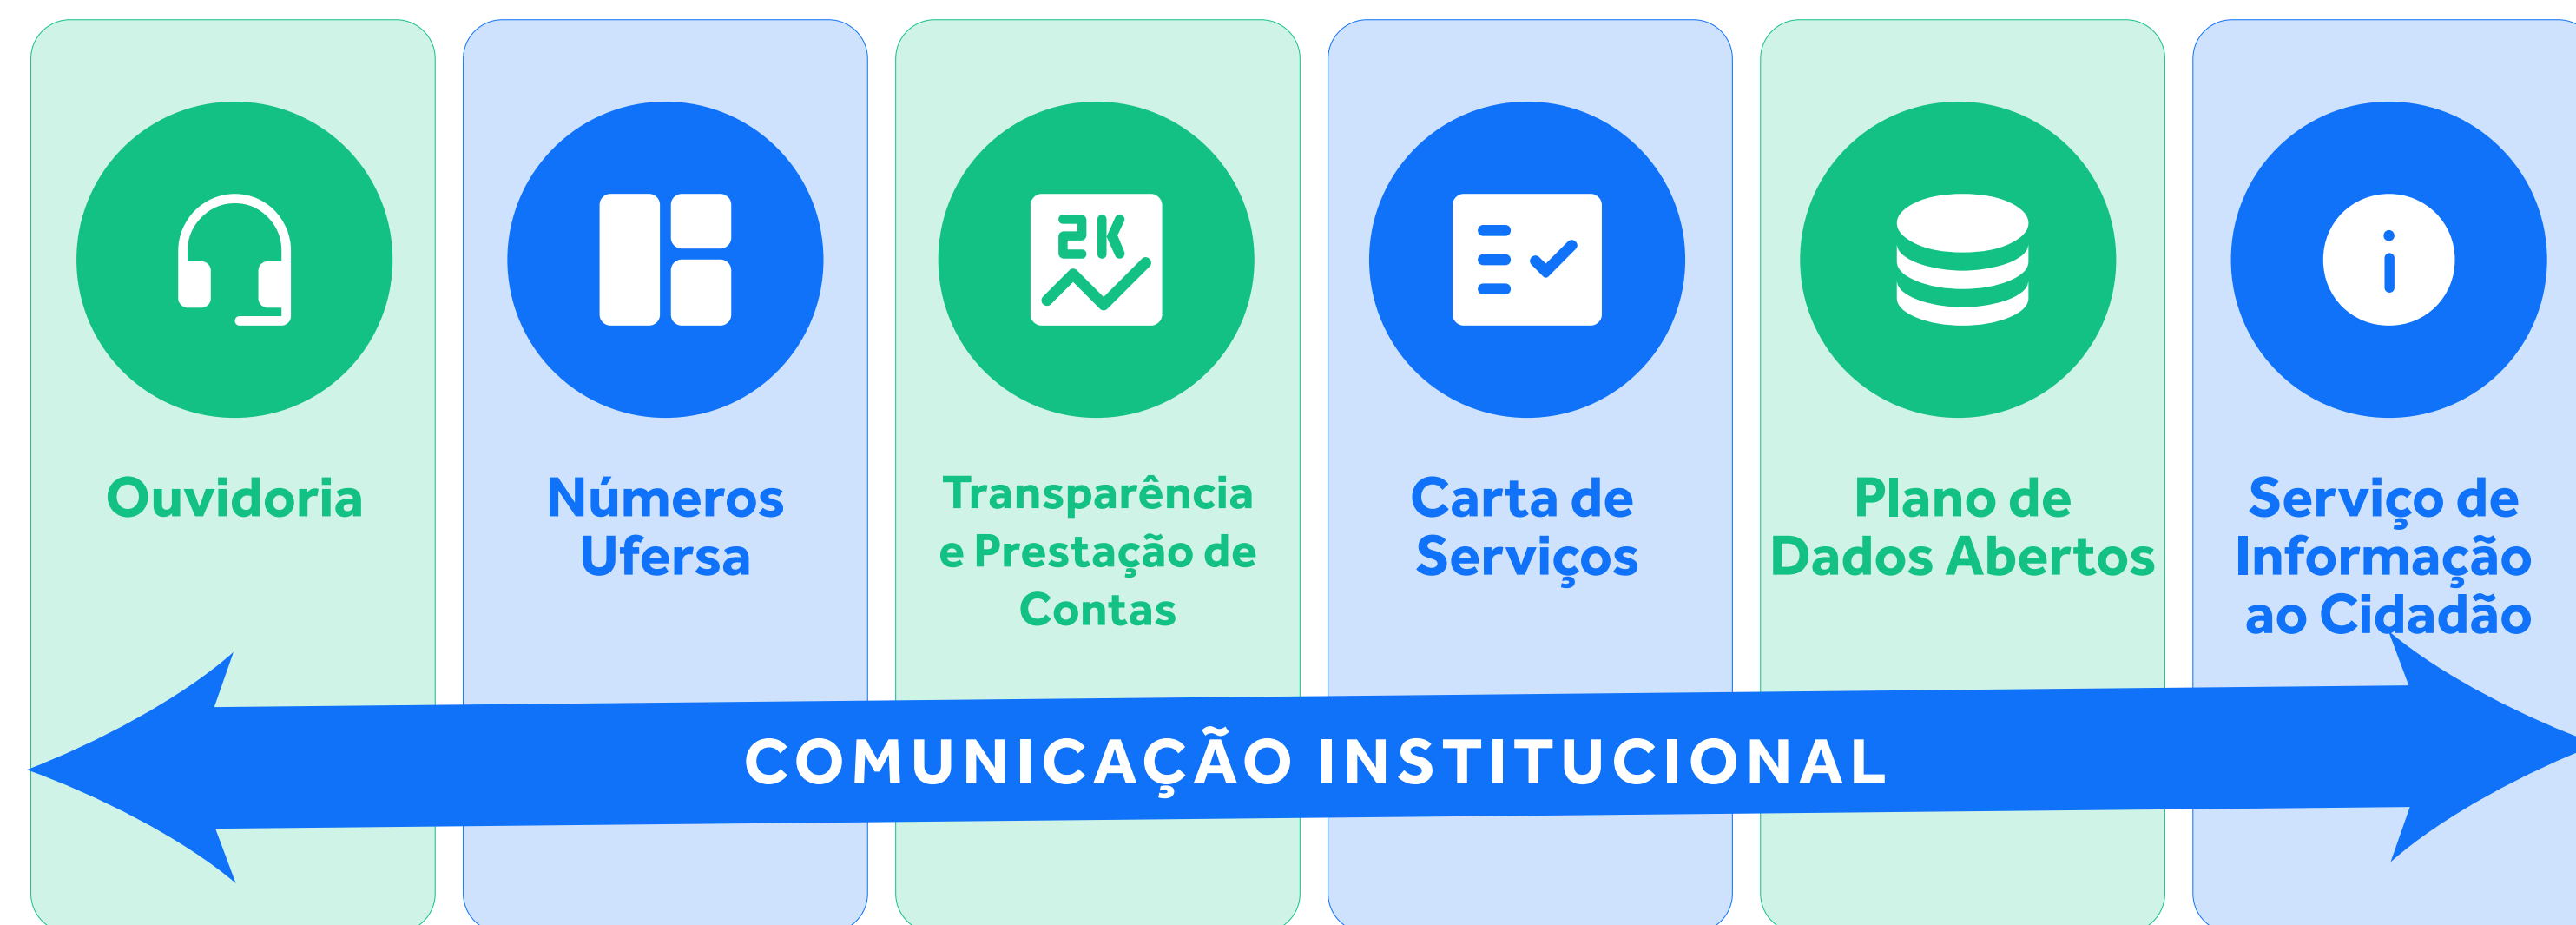 Ouvidoria
Números
Ufersa
2K
Transparência
e Prestação de
Contas
Carta de
Serviços
Plano de
Dados Abertos
i
Serviço de
Informação
ao Cidadão
COMUNICAÇÃO INSTITUCIONAL